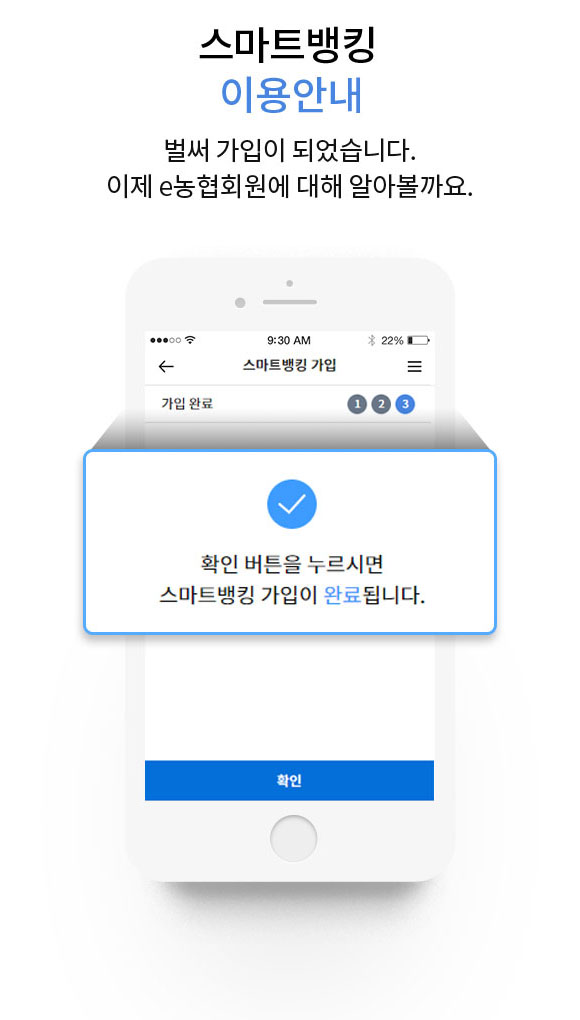 스마트뱅킹
이용안내
벌써 가입이 되었습니다.
이제 e농협회원에 대해 알아볼까요.
9:30 AM
22%
스마트뱅킹 가입
가입 완료
1 2 3
확인 버튼을 누르시면
스마트뱅킹 가입이 완료됩니다.
확인